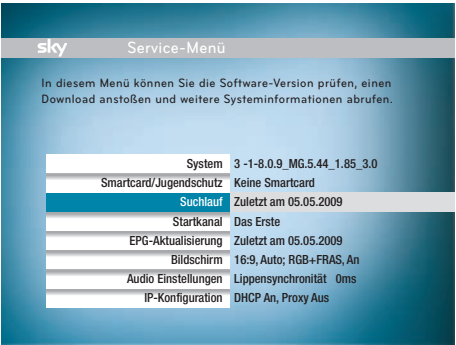 sky Service-Menü
In diesem Menü können Sie die Software-Version prüfen, einen
Download anstoßen und weitere Systeminformationen abrufen.
System 3 -1-8.0.9_MG.5.44_1.85_3.0
Smartcard/Jugendschutz Keine Smartcard
Suchlauf Zuletzt am 05.05.2009
Startkanal Das Erste
EPG-Aktualisierung Zuletzt am 05.05.2009
Bildschirm 16:9, Auto; RGB+FRAS, An
Audio Einstellungen Lippensynchronität 0ms
IP-Konfiguration DHCP An, Proxy Aus